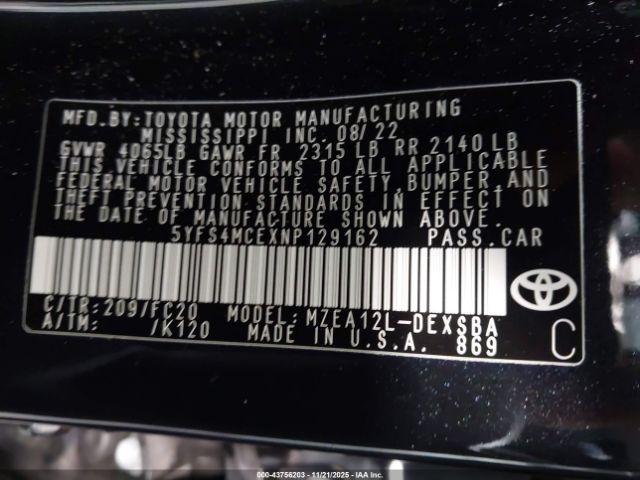 MFD.BY:TOYOTA MOTOR MANUFACTURING
MISSISSIPPI INC. 08/22
GVWR 4065LB GAWR FR 2315 LB RR 2140 LB
THIS VEHICLE CONFORMS TO ALL APPLICABLE
FEDERAL MOTOR VEHICLE SAFETY,BUMPER,AND
THEFT PREVENTION STANDARDS IN EFFECT ON
THE DATE OF MANUFACTURE SHOWN ABOVE.
5YFS4MCEXNP129162 PASS.CAR
C/TR:209/FC20 MODEL:MZEA12L-DEXSBA
A/TM: /K120 MADE IN U.S.A. 869
C
000-43756203 - 11/21/2025 - IAA Inc.